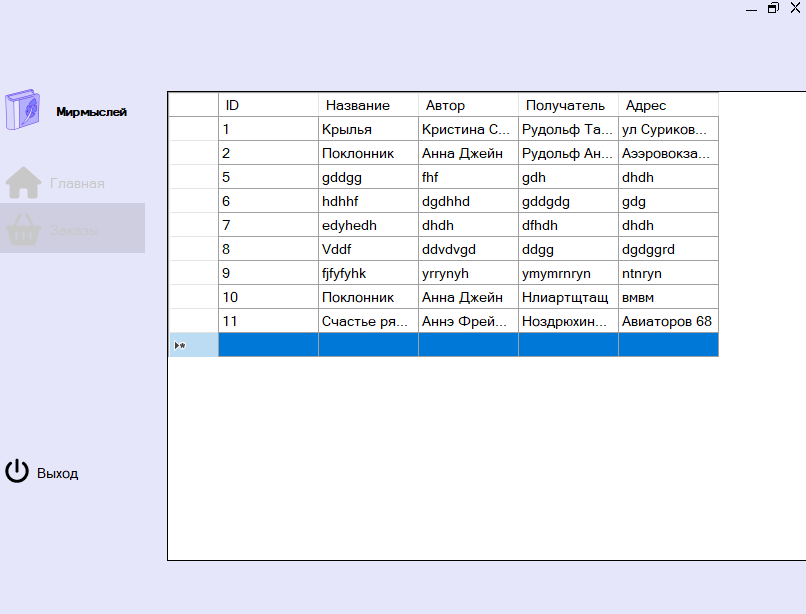 Мирмыслей
Главная
Заказы
Выход
ID Название Автор Получатель Адрес
1 Крылья Кристина С... Рудольф Та... ул Суриков...
2 Поклонник Анна Джейн Рудольф Ан... Аээровокза...
5 gddgg fhf gdh dhdh
6 hdhhf dgdhhd gddgdg gdg
7 edyhedh dhdh dfhdh dhdh
8 Vddf ddvdvgd ddgg dgdggrd
9 fjfyfyhk yrrynyh ymymrnryn ntnryn
10 Поклонник Анна Джейн Нлиартщтащ вмвм
11 Счастье ря... Аннэ Фрей... Ноздрюхин... Авиаторов 68